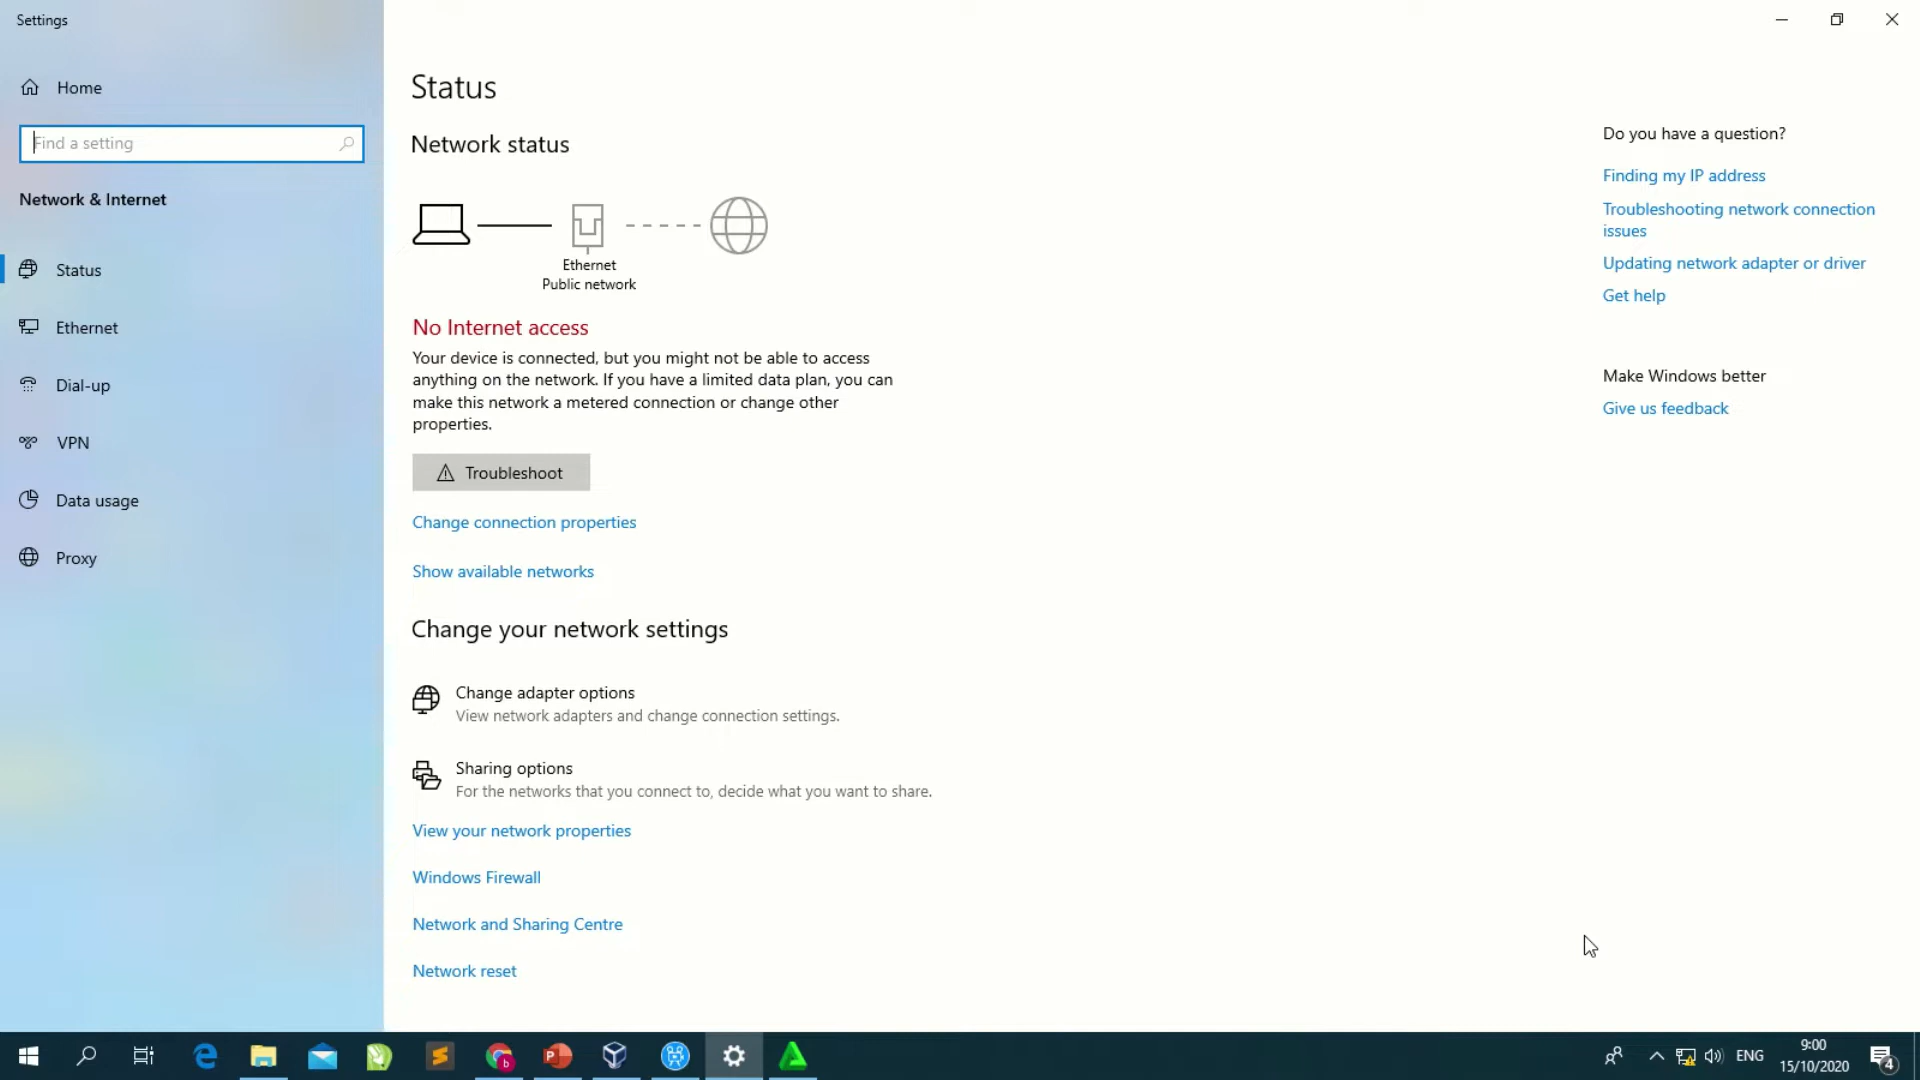 Settings
Home
Find a setting
Network & Internet
Status
Ethernet
Dial-up
VPN
Data usage
Proxy
Status
Network status
Ethernet
Public network
No Internet access
Your device is connected, but you might not be able to access
anything on the network. If you have a limited data plan, you can
make this network a metered connection or change other
properties.
Troubleshoot
Change connection properties
Show available networks
Change your network settings
Change adapter options
View network adapters and change connection settings.
Sharing options
For the networks that you connect to, decide what you want to share.
View your network properties
Windows Firewall
Network and Sharing Centre
Network reset
Do you have a question?
Finding my IP address
Troubleshooting network connection
issues
Updating network adapter or driver
Get help
Make Windows better
Give us feedback
ENG
9:00
15/10/2020
4